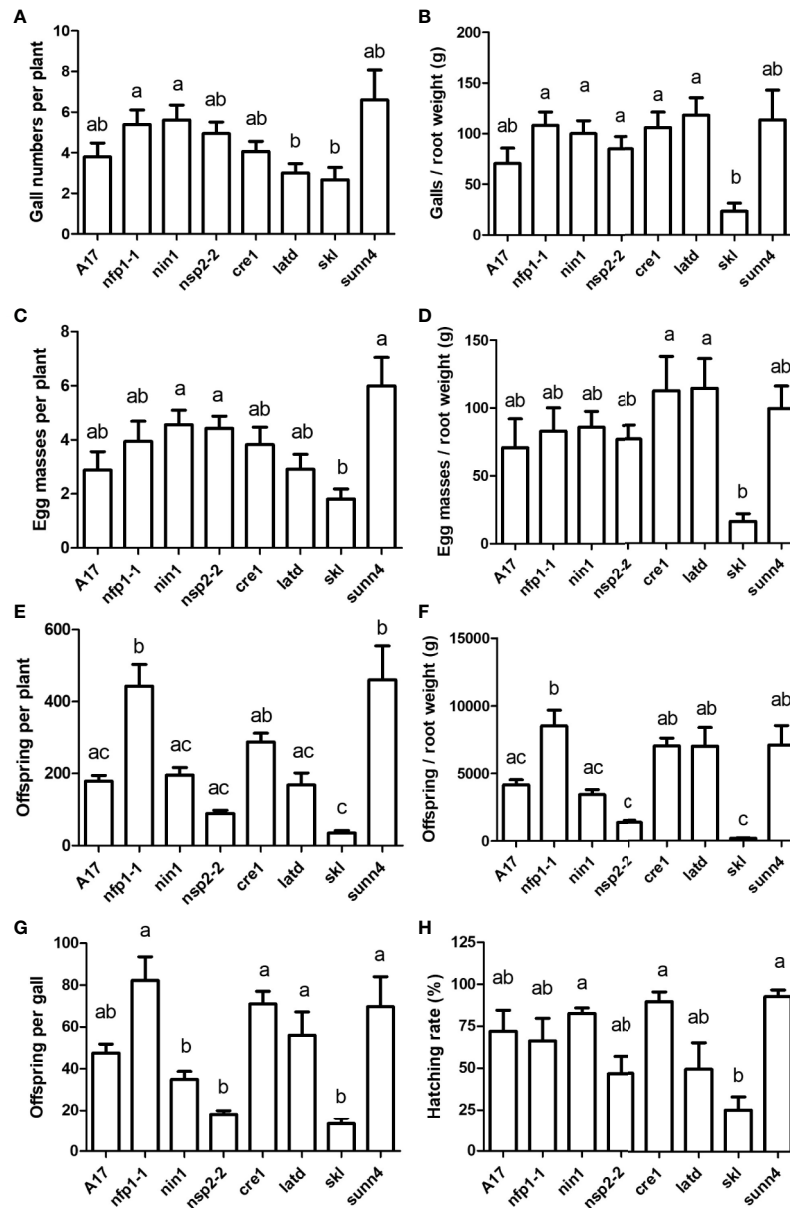 A
Gall numbers per plant
10
8
6
4
2
0
ab
a
a
ab
ab
b
b
ab
A17
nfp1-1
nin1
nsp2-2
cre1
latd
skl
sunn4
B
Galls / root weight (g)
200
150
100
50
0
ab
a
a
a
a
a
b
ab
A17
nfp1-1
nin1
nsp2-2
cre1
latd
skl
sunn4
C
Egg masses per plant
8
6
4
2
0
ab
ab
a
a
ab
ab
b
a
A17
nfp1-1
nin1
nsp2-2
cre1
latd
skl
sunn4
D
Egg masses / root weight (g)
150
100
50
0
ab
ab
ab
ab
a
a
b
ab
A17
nfp1-1
nin1
nsp2-2
cre1
latd
skl
sunn4
E
Offspring per plant
600
400
200
0
ac
b
ac
ac
ab
ac
c
b
A17
nfp1-1
nin1
nsp2-2
cre1
latd
skl
sunn4
F
Offspring / root weight (g)
15000
10000
5000
0
ac
b
ac
c
ab
ab
c
ab
A17
nfp1-1
nin1
nsp2-2
cre1
latd
skl
sunn4
G
Offspring per gall
100
80
60
40
20
0
ab
a
b
b
a
a
b
a
A17
nfp1-1
nin1
nsp2-2
cre1
latd
skl
sunn4
H
Hatching rate (%)
125
100
75
50
25
0
ab
ab
a
ab
a
ab
b
a
A17
nfp1-1
nin1
nsp2-2
cre1
latd
skl
sunn4